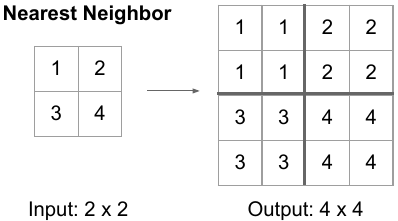 Nearest Neighbor
1 2
3 4
1 1 2 2
1 1 2 2
3 3 4 4
3 3 4 4
Input: 2 x 2
Output: 4 x 4